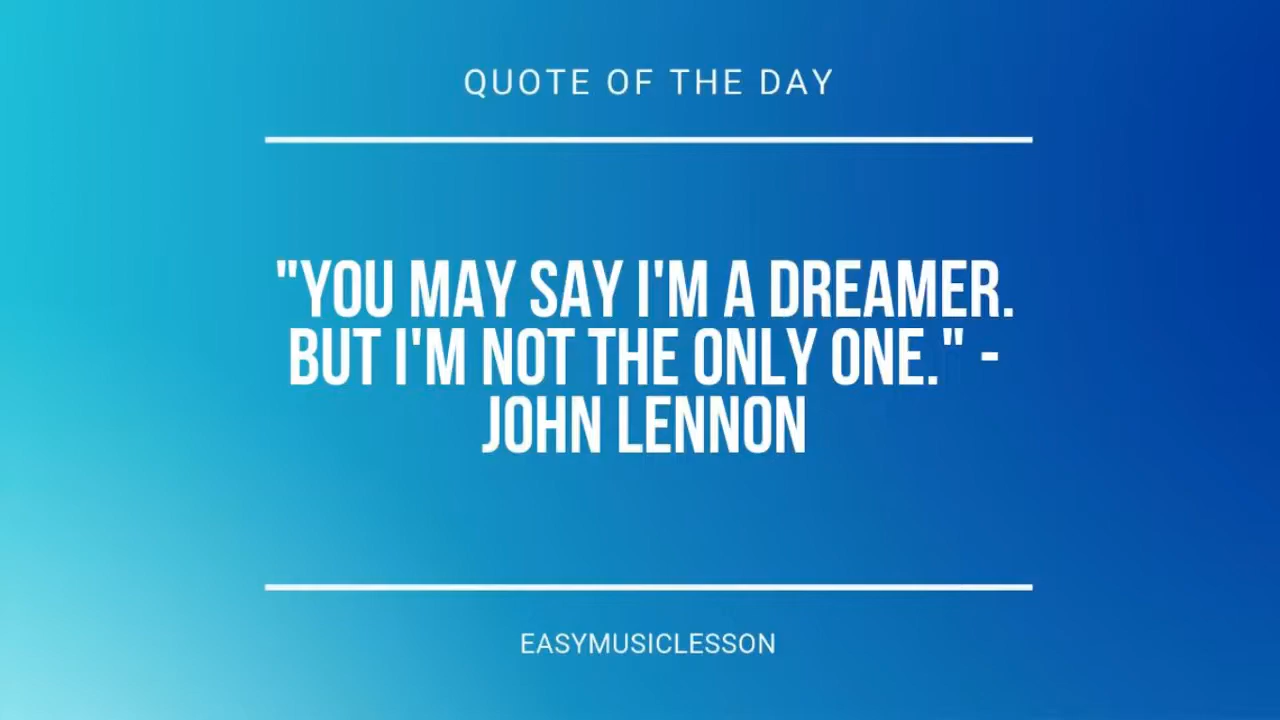 QUOTE OF THE DAY
"YOU MAY SAY I'M A DREAMER.
BUT I'M NOT THE ONLY ONE." -
JOHN LENNON
EASYMUSICLESSON